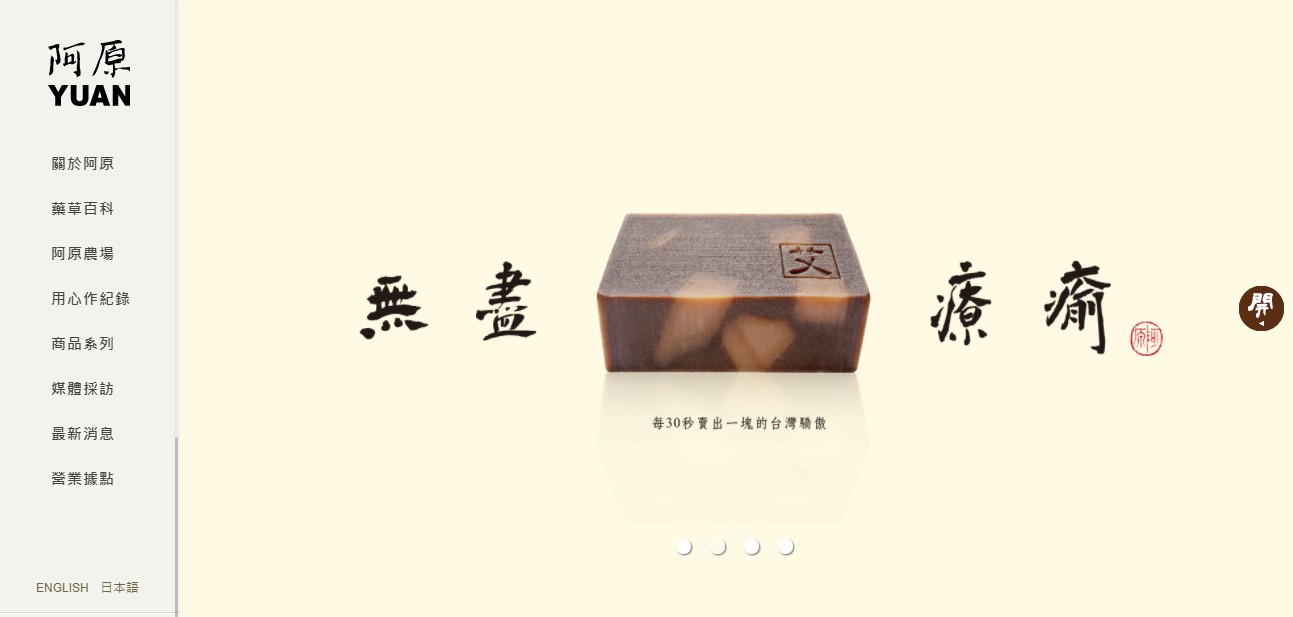 阿原
YUAN
關於阿原
藥草百科
阿原農場
用心作紀錄
商品系列
媒體採訪
最新消息
營業據點
ENGLISH 日本語
無盡
艾
療癒
阿原
每30秒賣出一塊的台灣驕傲
開